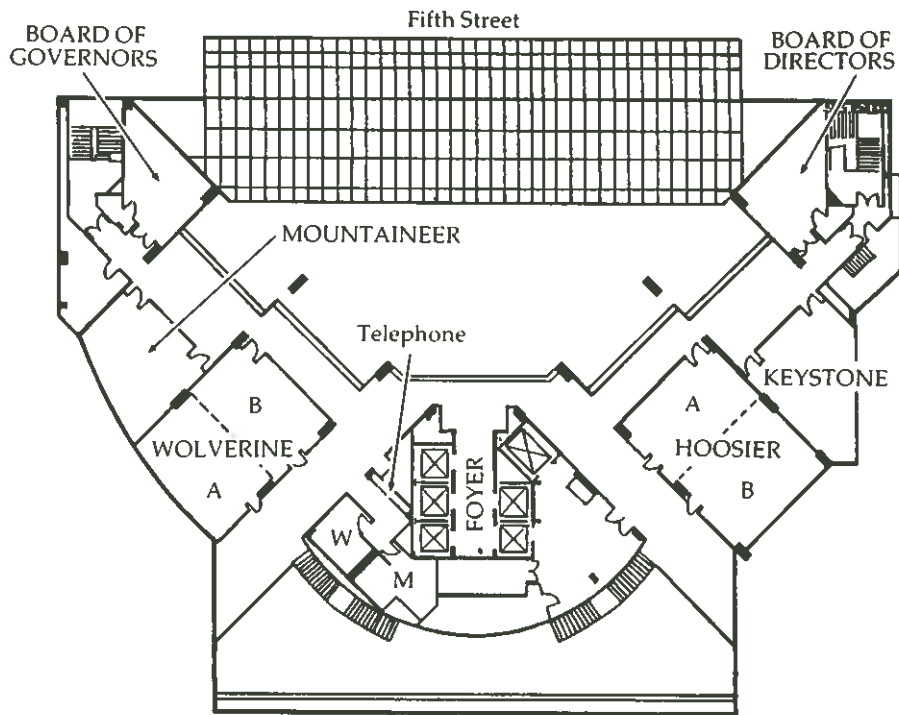 Fifth Street
BOARD OF
GOVERNORS
BOARD OF
DIRECTORS
MOUNTAINEER
Telephone
KEYSTONE
B
WOLVERINE
A
A
HOOSIER
B
FOYER
W
M